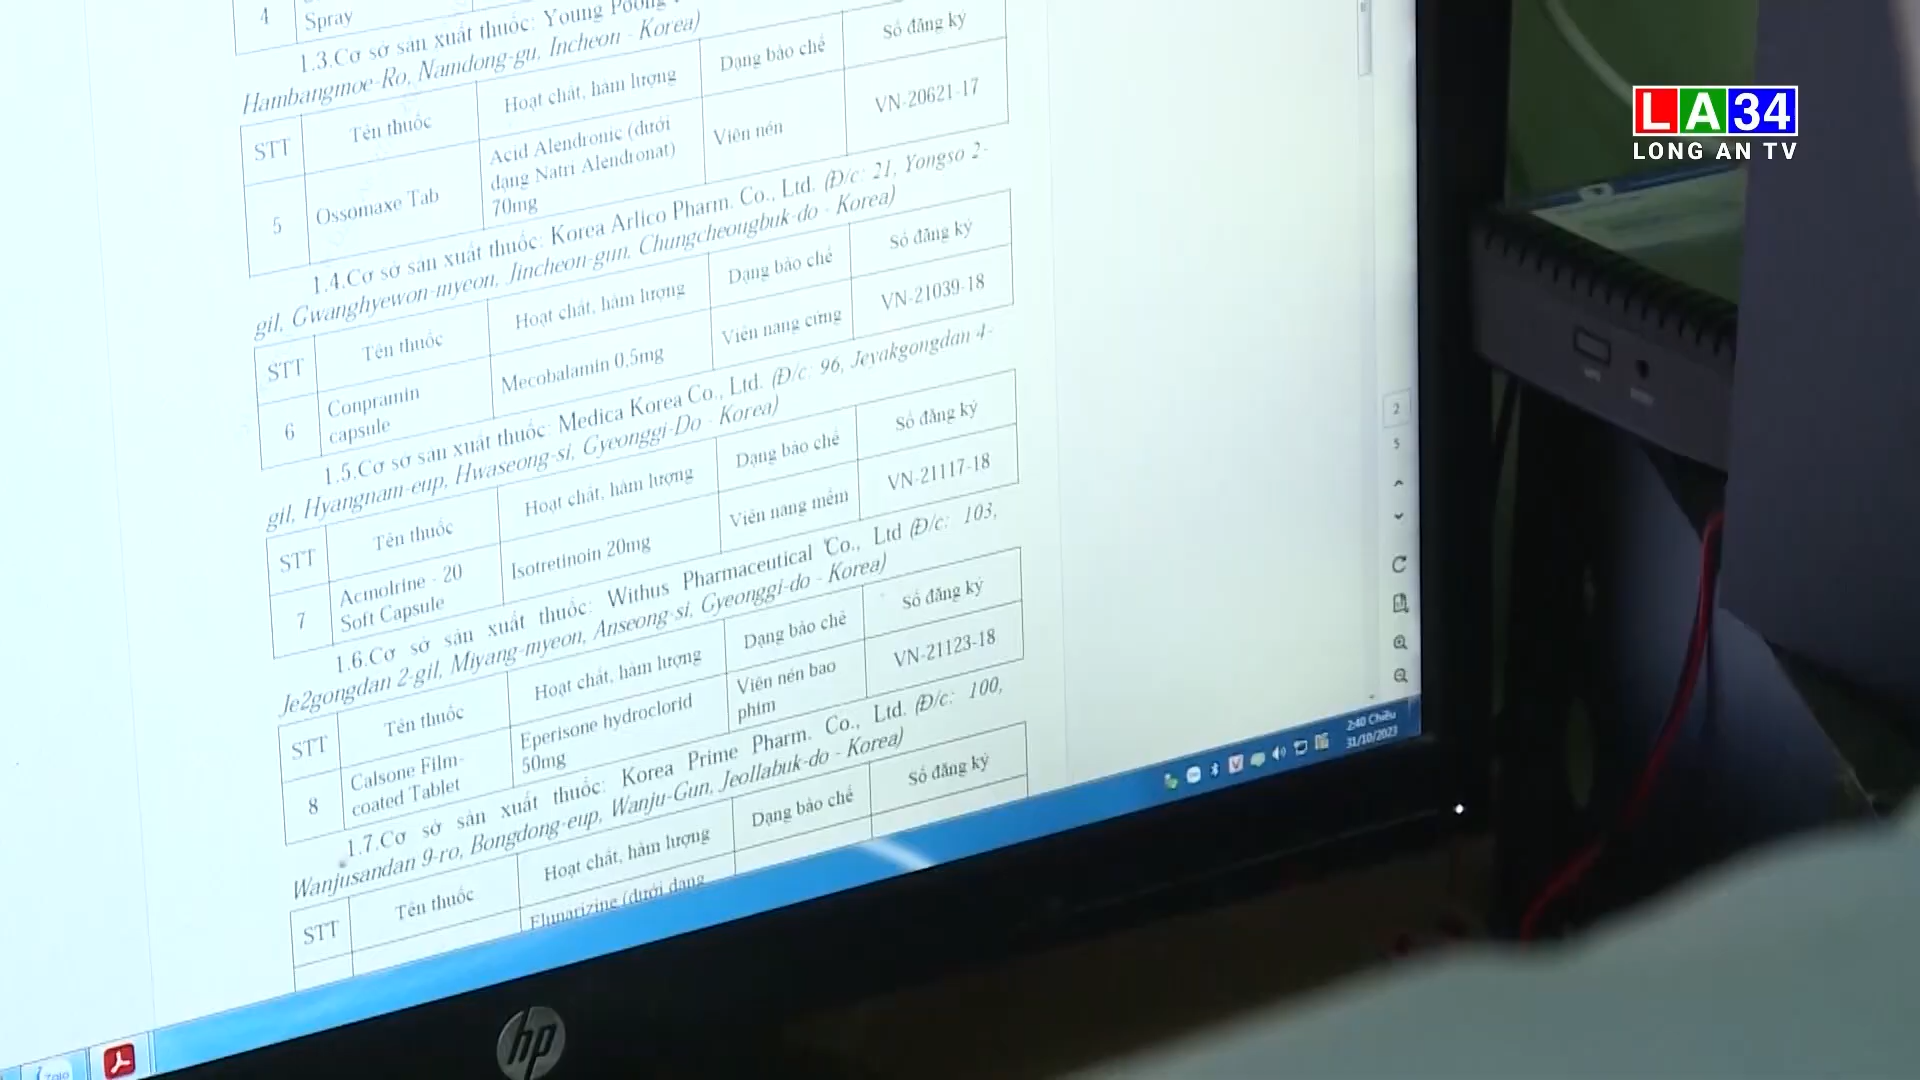 4
Spray
1.3.Cơ sở sản xuất thuốc: Young Poong
Hambangmoe-Ro, Namdong-gu, Incheon - Korea)
STT Tên thuốc Hoạt chất, hàm lượng Dạng bào chế Số đăng ký
5 Ossomaxe Tab Acid Alendronic (dưới dạng Natri Alendronat) 70mg Viên nén VN-20621-17
1.4.Cơ sở sản xuất thuốc: Korea Arlico Pharm. Co., Ltd. (Đ/c: 21, Yongso 2-
gil, Gwanghyewon-myeon, Jincheon-gun, Chungcheongbuk-do - Korea)
STT Tên thuốc Hoạt chất, hàm lượng Dạng bào chế Số đăng ký
6 Conpramin capsule Mecobalamin 0,5mg Viên nang cứng VN-21039-18
1.5.Cơ sở sản xuất thuốc: Medica Korea Co., Ltd. (Đ/c: 96, Jeyakgongdan 4-
gil, Hyangnam-eup, Hwaseong-si, Gyeonggi-Do - Korea)
STT Tên thuốc Hoạt chất, hàm lượng Dạng bào chế Số đăng ký
7 Acnolrine - 20 Soft Capsule Isotretinoin 20mg Viên nang mềm VN-21117-18
1.6.Cơ sở sản xuất thuốc: Withus Pharmaceutical Co., Ltd (Đ/c: 103,
Je2gongdan 2-gil, Miyang-myeon, Anseong-si, Gyeonggi-do - Korea)
STT Tên thuốc Hoạt chất, hàm lượng Dạng bào chế Số đăng ký
8 Calsone Film-coated Tablet Eperisone hydroclorid 50mg Viên nén bao phim VN-21123-18
1.7.Cơ sở sản xuất thuốc: Korea Prime Pharm. Co., Ltd. (Đ/c: 100,
Wanjusandan 9-ro, Bongdong-eup, Wanju-Gun, Jeollabuk-do - Korea)
STT Tên thuốc Hoạt chất, hàm lượng Dạng bào chế Số đăng ký
Flunarizine (dưới dạng
2
5
2:40 Chiều
31/10/2023
Zalo
hp
LA34
LONG AN TV